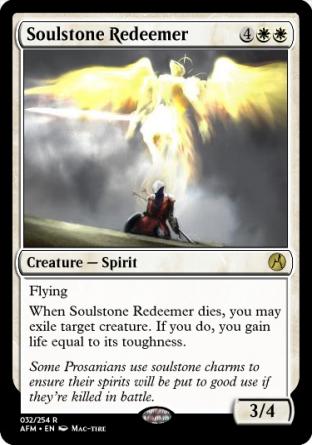 Soulstone Redeemer 4
Creature — Spirit
Flying
When Soulstone Redeemer dies, you may
exile target creature. If you do, you gain
life equal to its toughness.
Some Prosanians use soulstone charms to
ensure their spirits will be put to good use if
they're killed in battle.
3/4
032/254 R
AFM • EN Mac-tire